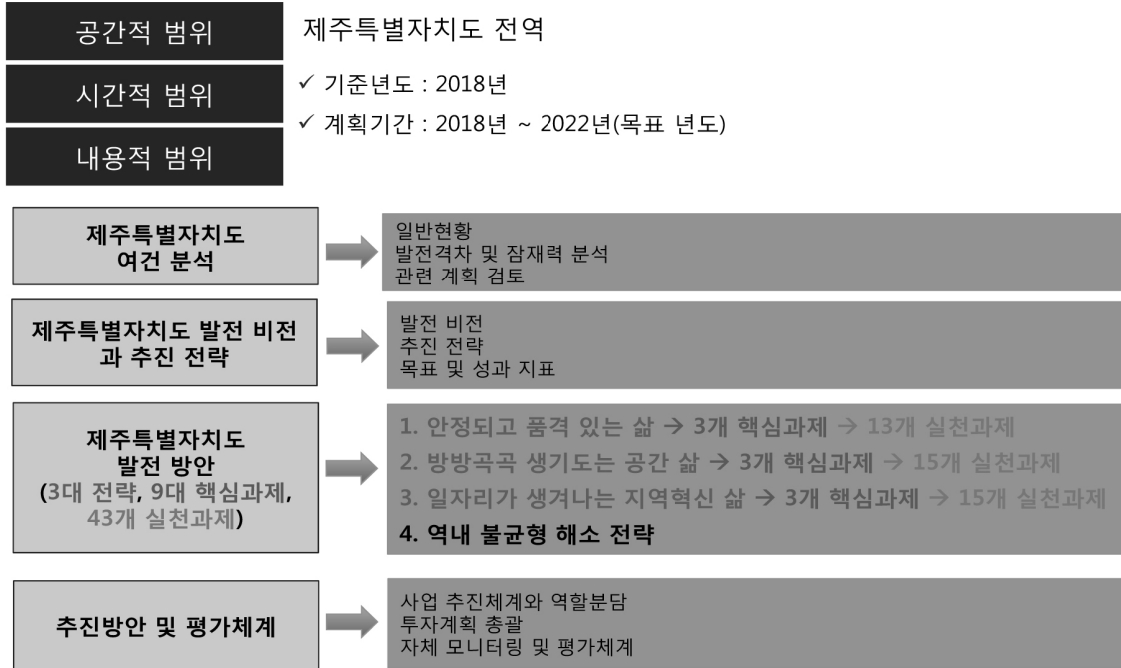 공간적 범위
제주특별자치도 전역
시간적 범위
✓ 기준년도 : 2018년
✓ 계획기간 : 2018년 ~ 2022년(목표 년도)
내용적 범위
제주특별자치도
여건 분석
일반현황
발전격차 및 잠재력 분석
관련 계획 검토
제주특별자치도 발전 비전
과 추진 전략
발전 비전
추진 전략
목표 및 성과 지표
제주특별자치도
발전 방안
(3대 전략, 9대 핵심과제,
43개 실천과제)
1. 안정되고 품격 있는 삶 → 3개 핵심과제 → 13개 실천과제
2. 방방곡곡 생기도는 공간 삶 → 3개 핵심과제 → 15개 실천과제
3. 일자리가 생겨나는 지역혁신 삶 → 3개 핵심과제 → 15개 실천과제
4. 역내 불균형 해소 전략
추진방안 및 평가체계
사업 추진체계와 역할분담
투자계획 총괄
자체 모니터링 및 평가체계